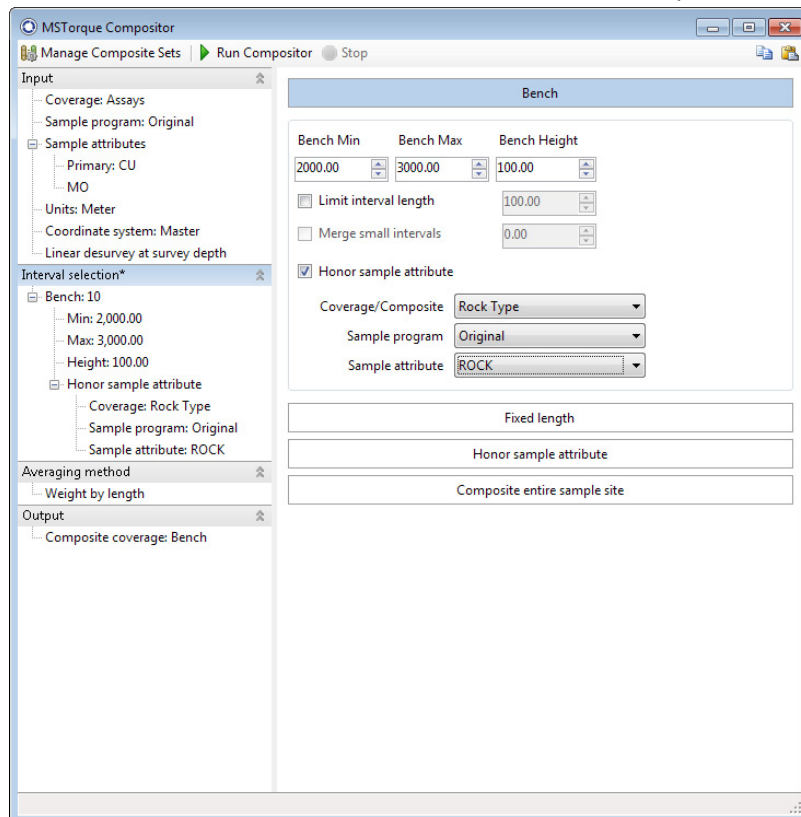 MSTorque Compositor
Manage Composite Sets Run Compositor Stop
Input
Coverage: Assays
Sample program: Original
Sample attributes
Primary: CU
MO
Units: Meter
Coordinate system: Master
Linear desurvey at survey depth
Interval selection*
Bench: 10
Min: 2,000.00
Max: 3,000.00
Height: 100.00
Honor sample attribute
Coverage: Rock Type
Sample program: Original
Sample attribute: ROCK
Averaging method
Weight by length
Output
Composite coverage: Bench
Bench
Bench Min Bench Max Bench Height
2000.00 3000.00 100.00
Limit interval length 100.00
Merge small intervals 0.00
Honor sample attribute
Coverage/Composite Rock Type
Sample program Original
Sample attribute ROCK
Fixed length
Honor sample attribute
Composite entire sample site